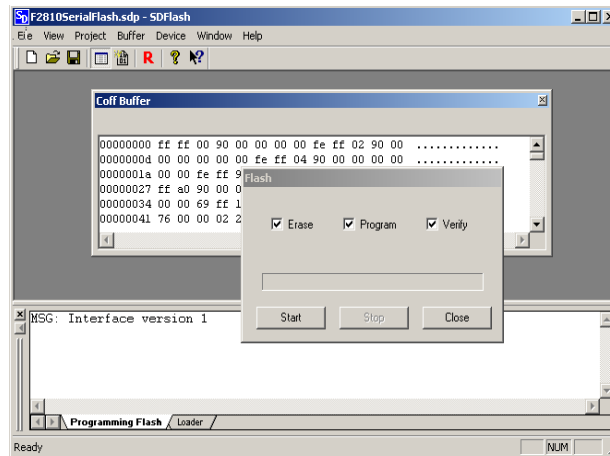 F2810SerialFlash.sdp - SDFlash
File View Project Buffer Device Window Help
R ? ?
Coff Buffer
00000000 ff ff 00 90 00 00 00 00 fe ff 02 90 00 .............
0000000d 00 00 00 00 00 fe ff 04 90 00 00 00 00 .............
0000001a 00 00 fe ff 9
00000027 ff a0 90 00 0
00000034 00 00 69 ff 1
00000041 76 00 00 02 2
Flash
Erase Program Verify
Start Stop Close
MSG: Interface version 1
Programming Flash Loader
Ready NUM